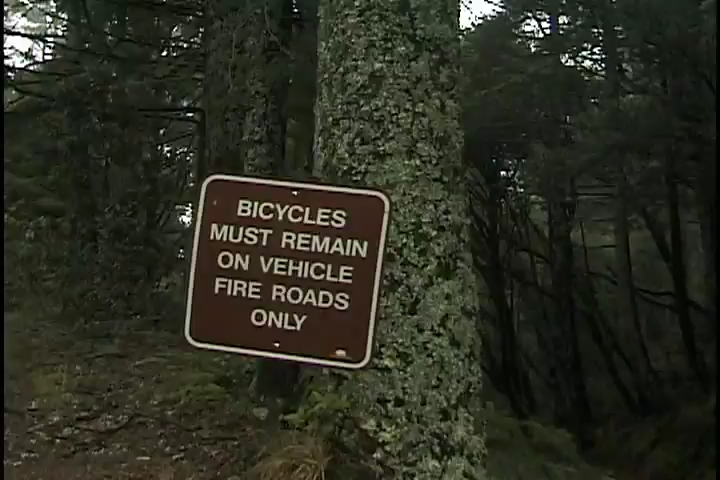 BICYCLES
MUST REMAIN
ON VEHICLE
FIRE ROADS
ONLY